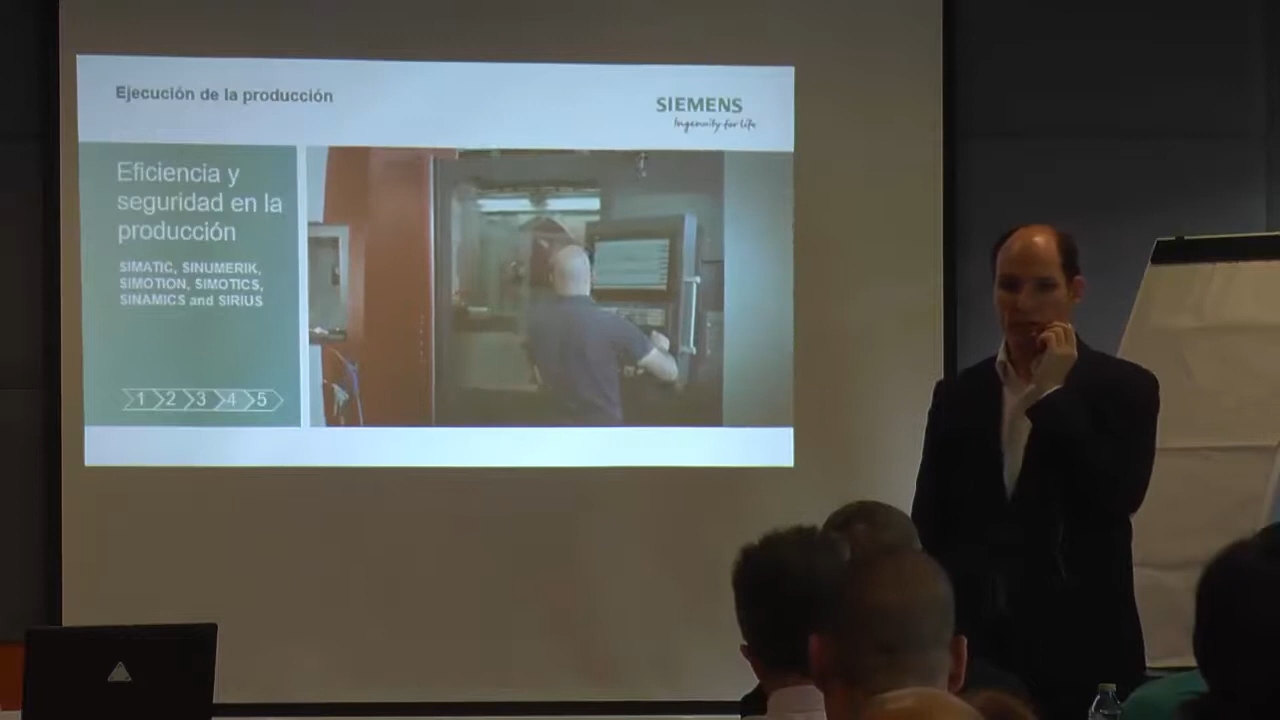 Ejecución de la producción
SIEMENS
Ingenuity for life
Eficiencia y
seguridad en la
producción
SIMATIC, SINUMERIK,
SIMOTION, SIMOTICS,
SINAMICS and SIRIUS
1 2 3 4 5